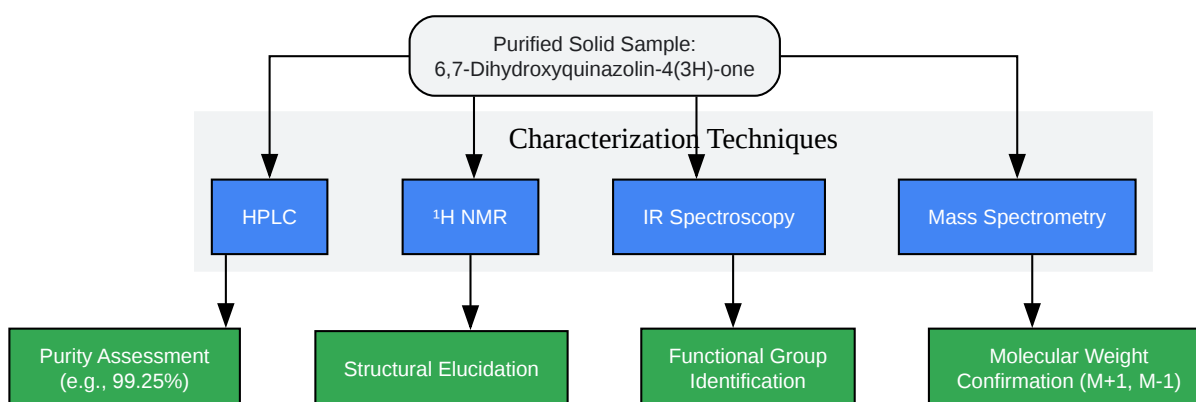 Purified Solid Sample:
6,7-Dihydroxyquinazolin-4(3H)-one
Characterization Techniques
HPLC
¹H NMR
IR Spectroscopy
Mass Spectrometry
Purity Assessment
(e.g., 99.25%)
Structural Elucidation
Functional Group
Identification
Molecular Weight
Confirmation (M+1, M-1)